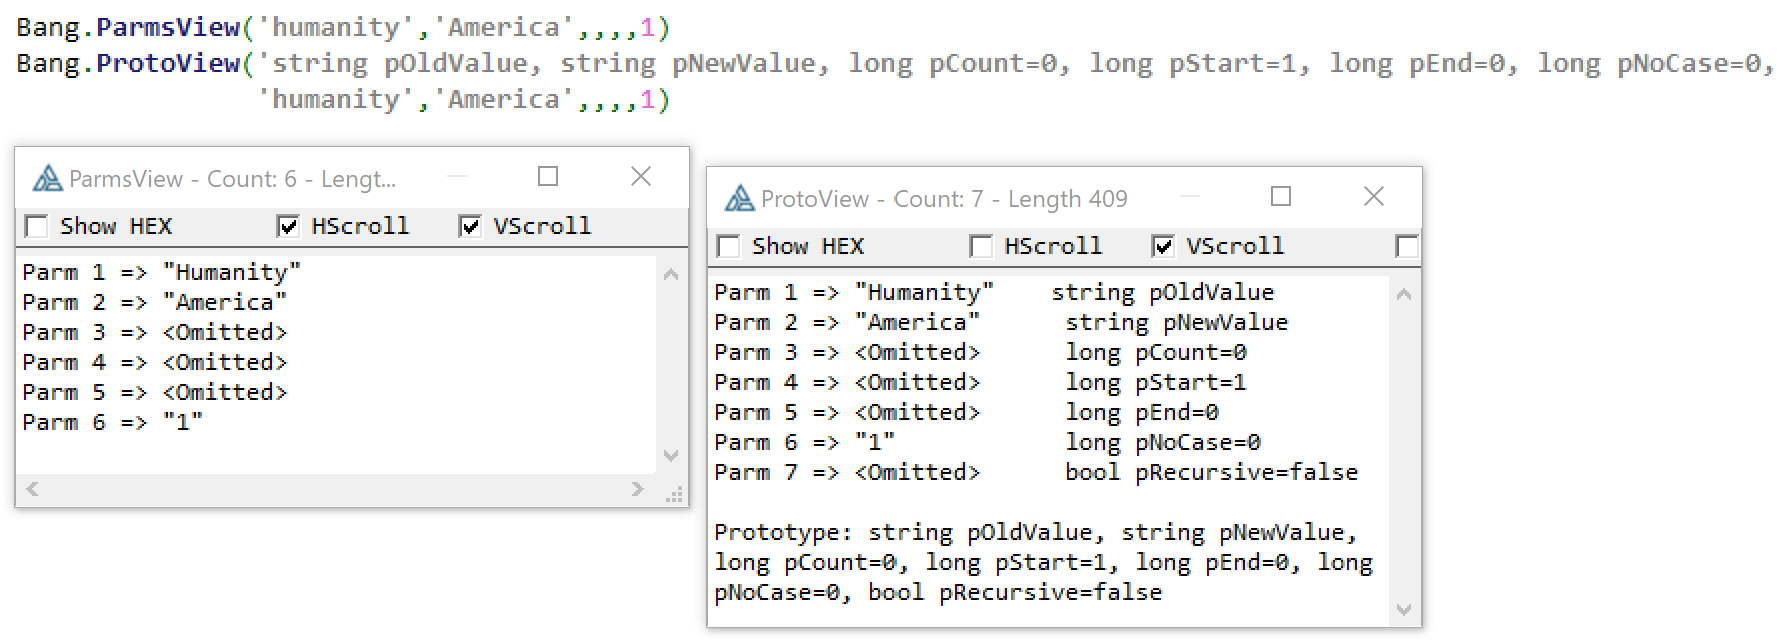 Bang.ParmsView('humanity','America',,,,1)
Bang.ProtoView('string pOldValue, string pNewValue, long pCount=0, long pStart=1, long pEnd=0, long pNoCase=0,
'humanity','America',,,,1)
ParmsView - Count: 6 - Lengt...
Show HEX HScroll VScroll
Parm 1 => "Humanity"
Parm 2 => "America"
Parm 3 => <Omitted>
Parm 4 => <Omitted>
Parm 5 => <Omitted>
Parm 6 => "1"
ProtoView - Count: 7 - Length 409
Show HEX HScroll VScroll
Parm 1 => "Humanity" string pOldValue
Parm 2 => "America" string pNewValue
Parm 3 => <Omitted> long pCount=0
Parm 4 => <Omitted> long pStart=1
Parm 5 => <Omitted> long pEnd=0
Parm 6 => "1" long pNoCase=0
Parm 7 => <Omitted> bool pRecursive=false
Prototype: string pOldValue, string pNewValue,
long pCount=0, long pStart=1, long pEnd=0, long
pNoCase=0, bool pRecursive=false